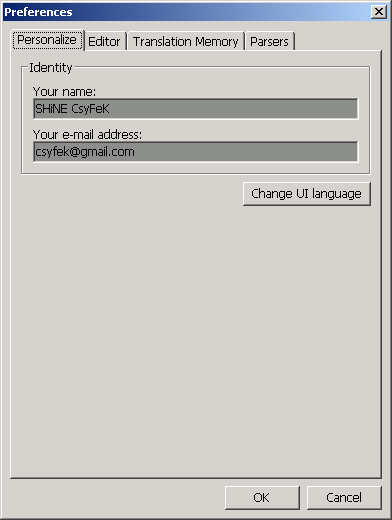 Preferences
Personalize Editor Translation Memory Parsers
Identity
Your name:
SHiNE CsyFeK
Your e-mail address:
csyfek@gmail.com
Change UI language
OK Cancel